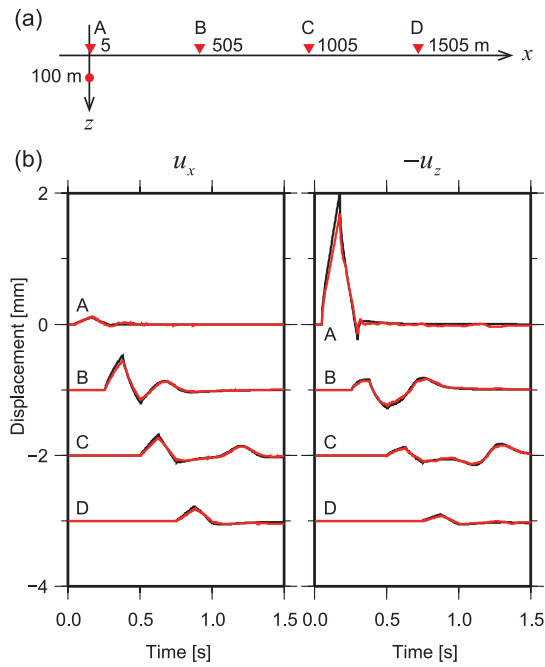 (a)
A B C D
5 505 1005 1505 m
x
100 m
z
(b)
u_x −u_z
Displacement [mm]
2
0
−2
−4
A
B
C
D
A
B
C
D
0.0 0.5 1.0 1.5 0.0 0.5 1.0 1.5
Time [s] Time [s]